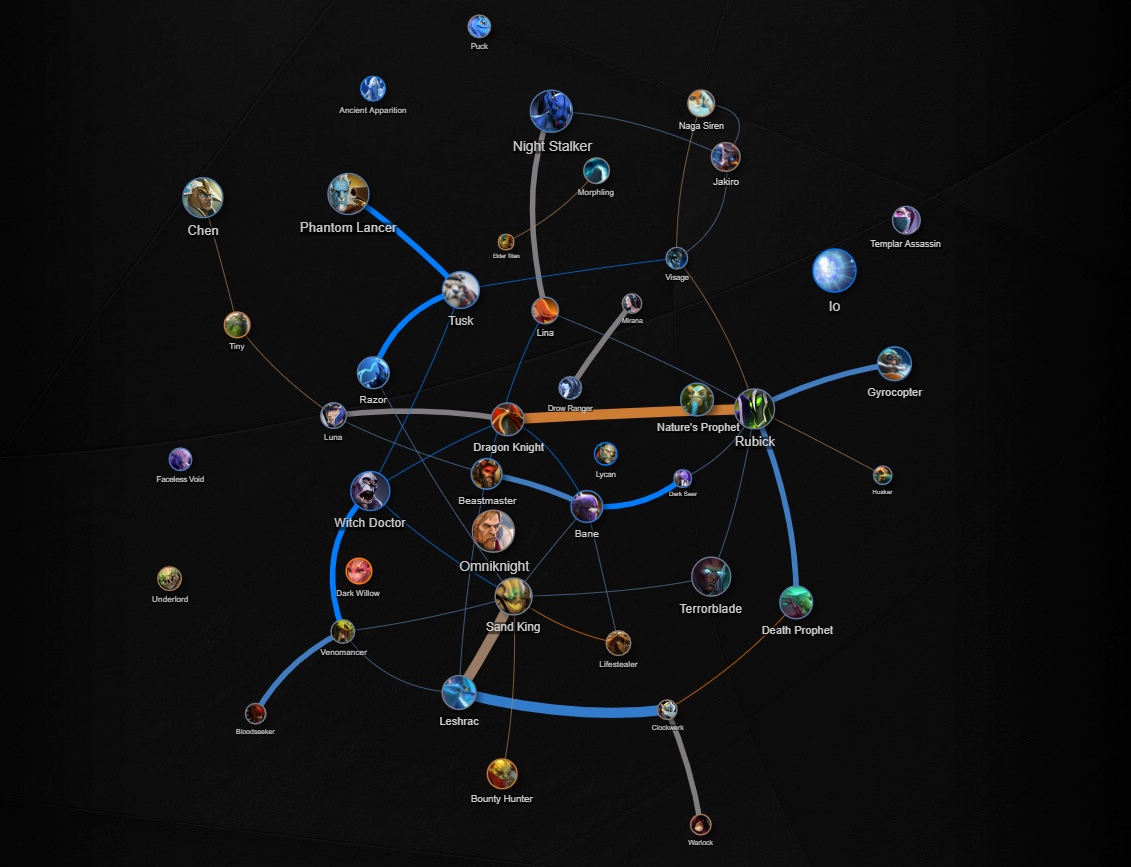 Puck
Ancient Apparition
Naga Siren
Night Stalker
Jakiro
Morphling
Chen
Phantom Lancer
Templar Assassin
Elder Titan
Visage
Io
Tusk
Mirana
Lina
Tiny
Gyrocopter
Razor
Drow Ranger
Nature's Prophet
Luna
Rubick
Dragon Knight
Lycan
Faceless Void
Huskar
Dark Seer
Beastmaster
Witch Doctor
Bane
Omniknight
Dark Willow
Underlord
Terrorblade
Sand King
Death Prophet
Venomancer
Lifestealer
Leshrac
Clockwerk
Bloodseeker
Bounty Hunter
Warlock